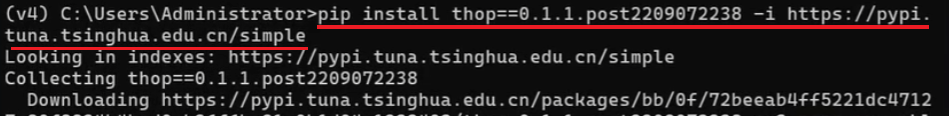 (v4) C:\Users\Administrator>pip install thop==0.1.1.post2209072238 -i https://pypi.
tuna.tsinghua.edu.cn/simple
Looking in indexes: https://pypi.tuna.tsinghua.edu.cn/simple
Collecting thop==0.1.1.post2209072238
  Downloading https://pypi.tuna.tsinghua.edu.cn/packages/bb/0f/72beeab4ff5221dc4712